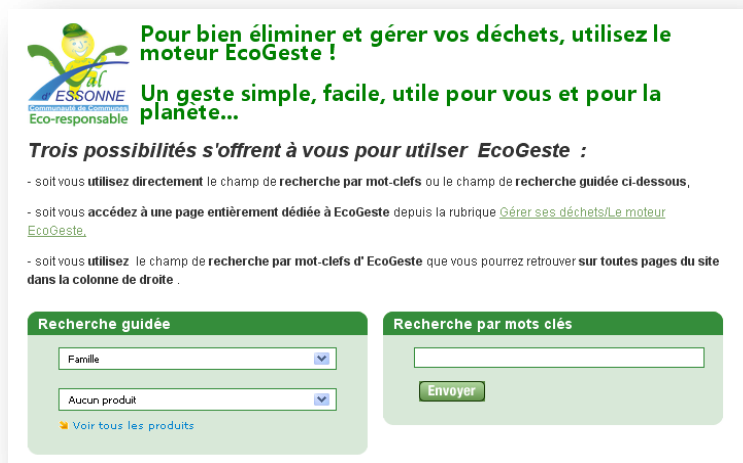 Pour bien éliminer et gérer vos déchets, utilisez le
moteur EcoGeste !
Un geste simple, facile, utile pour vous et pour la
planète...
Val
d'ESSONNE
Communauté de Communes
Eco-responsable
Trois possibilités s'offrent à vous pour utilser EcoGeste :
- soit vous utilisez directement le champ de recherche par mot-clefs ou le champ de recherche guidée ci-dessous,
- soit vous accédez à une page entièrement dédiée à EcoGeste depuis la rubrique Gérer ses déchets/Le moteur
EcoGeste.
- soit vous utilisez le champ de recherche par mot-clefs d' EcoGeste que vous pourrez retrouver sur toutes pages du site
dans la colonne de droite .
Recherche guidée
Famille
Aucun produit
Voir tous les produits
Recherche par mots clés
Envoyer